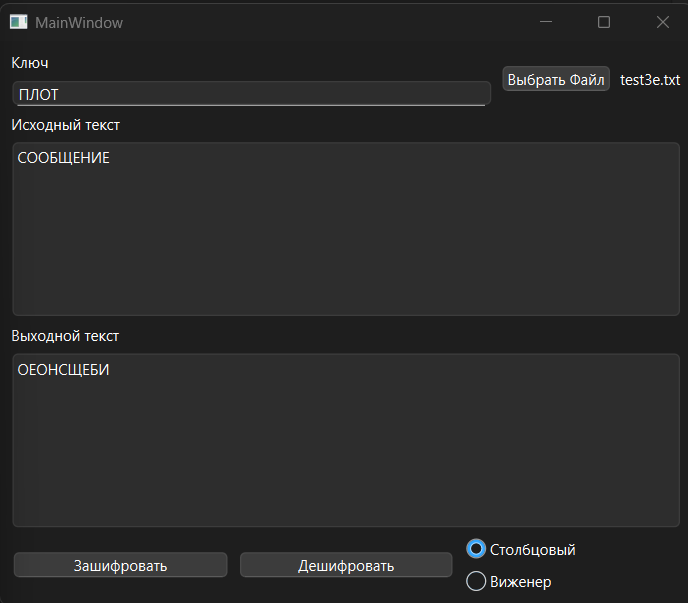 MainWindow
Ключ
ПЛОТ
Выбрать Файл
test3e.txt
Исходный текст
СООБЩЕНИЕ
Выходной текст
ОЕОНСЩЕБИ
Зашифровать
Дешифровать
Столбцовый
Виженер